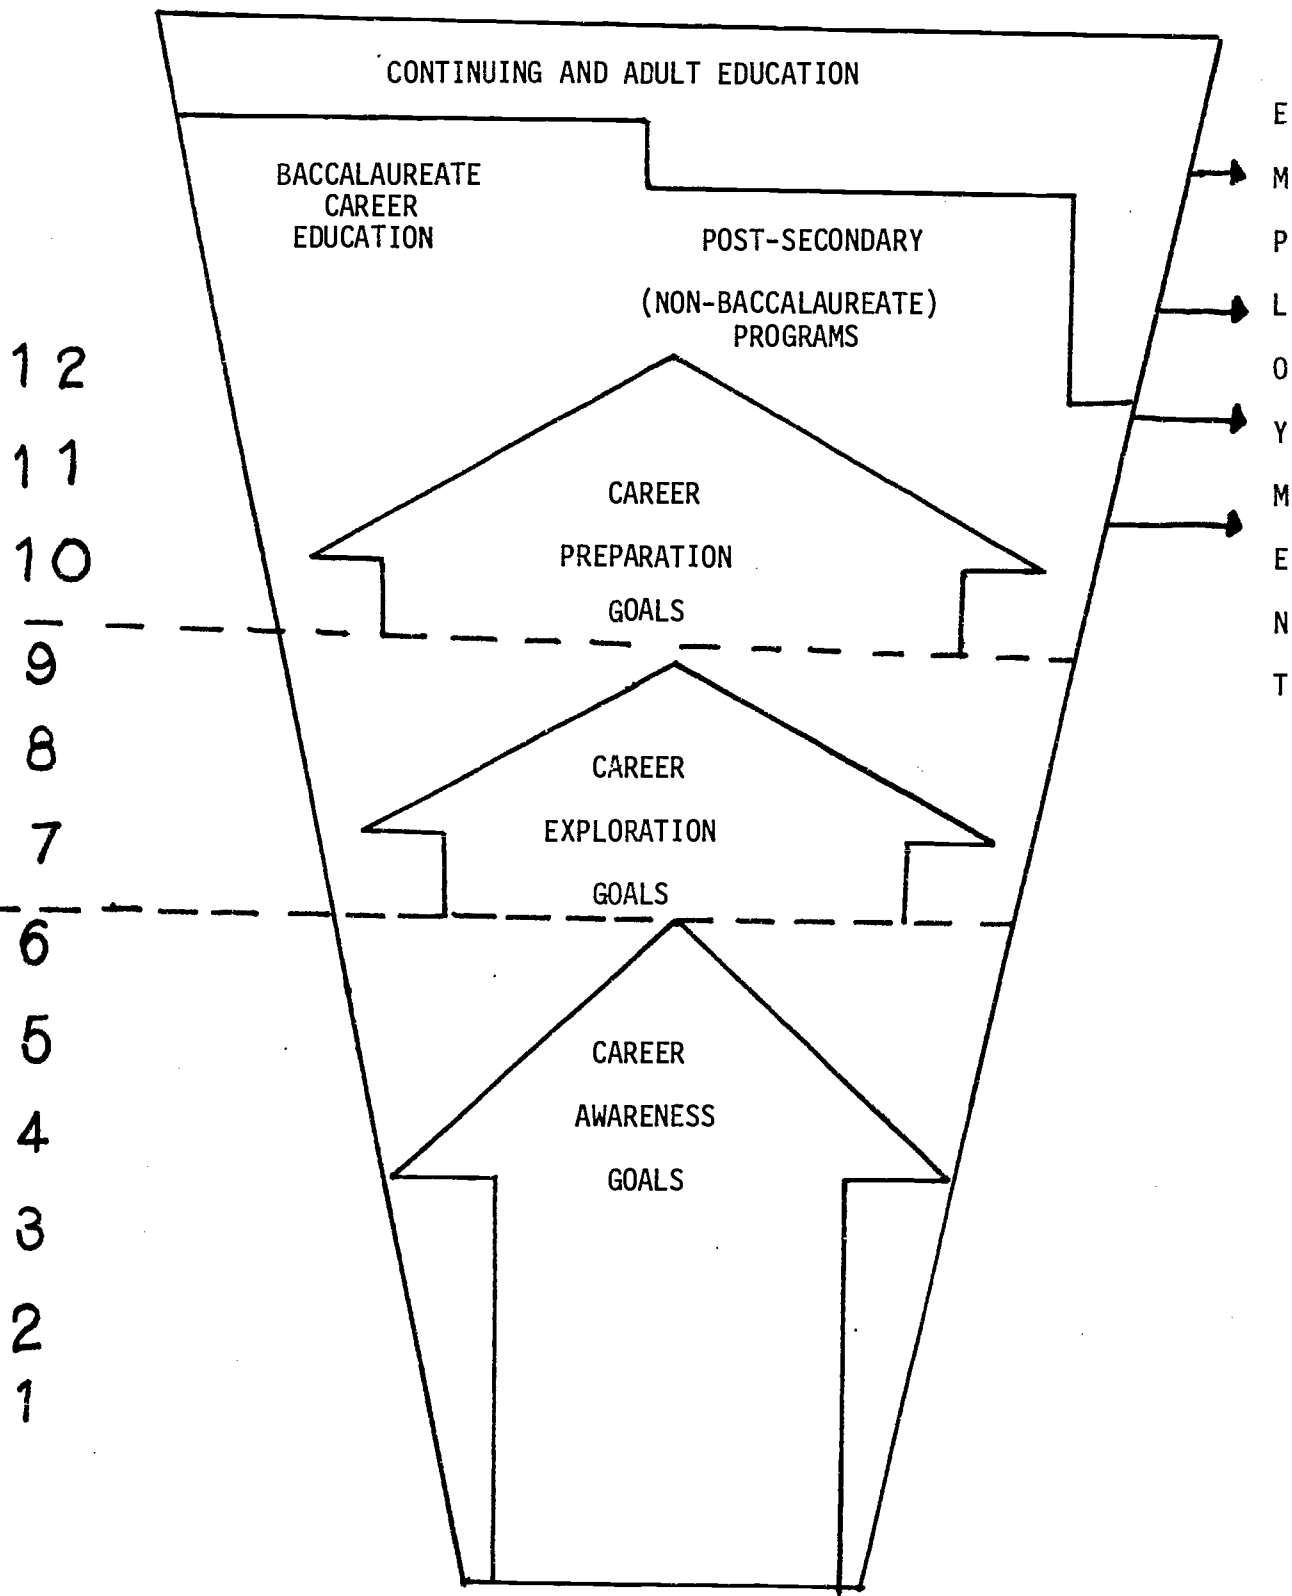 CONTINUING AND ADULT EDUCATION
BACCALAUREATE
CAREER
EDUCATION
POST-SECONDARY
(NON-BACCALAUREATE)
PROGRAMS
CAREER
PREPARATION
GOALS
CAREER
EXPLORATION
GOALS
CAREER
AWARENESS
GOALS
12
11
10
9
8
7
6
5
4
3
2
1
E
M
P
L
O
Y
M
E
N
T